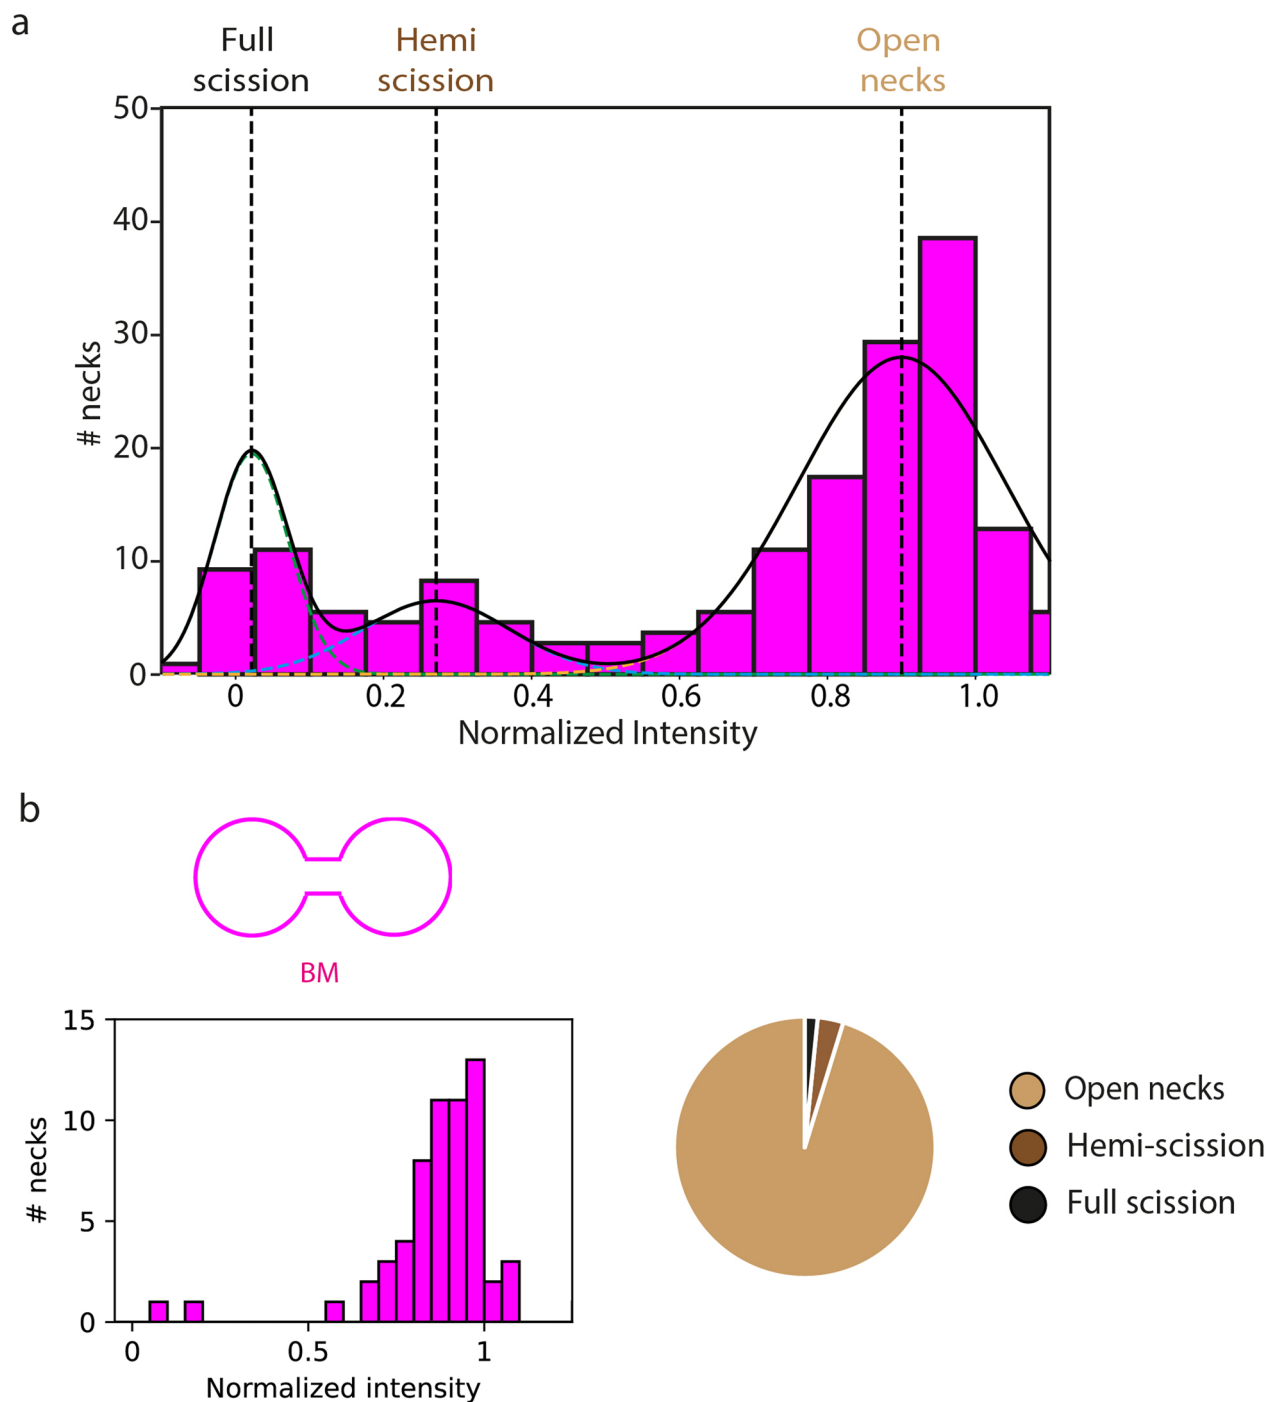 a
Full
scission
Hemi
scission
Open
necks
50
40
30
20
10
0
# necks
0
0.2
0.4
0.6
0.8
1.0
Normalized Intensity
b
BM
15
10
5
0
# necks
0
0.5
1
Normalized intensity
Open necks
Hemi-scission
Full scission